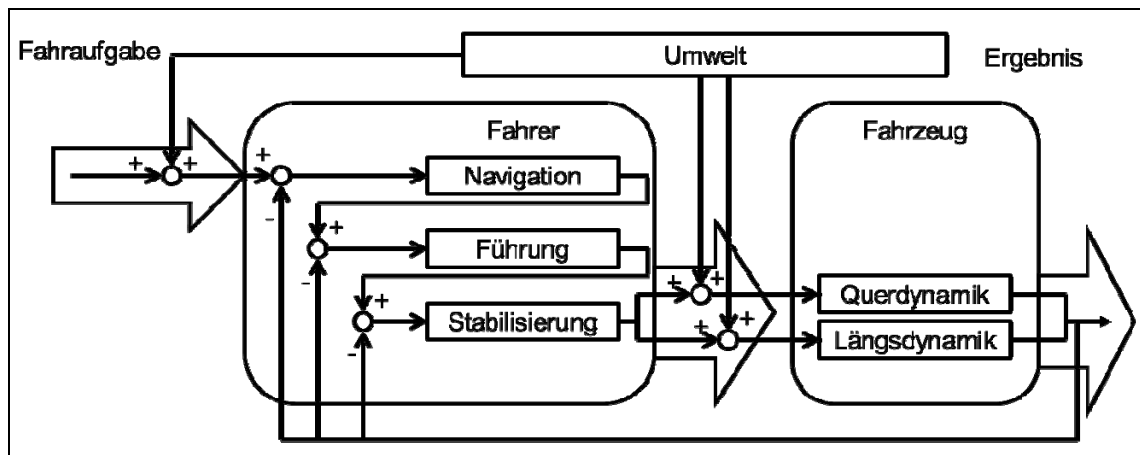 Fahraufgabe
Umwelt
Ergebnis
Fahrer
Fahrzeug
+ + +
Navigation
-
+
Führung
-
+
+ +
Querdynamik
Stabilisierung
+ +
Längsdynamik
-